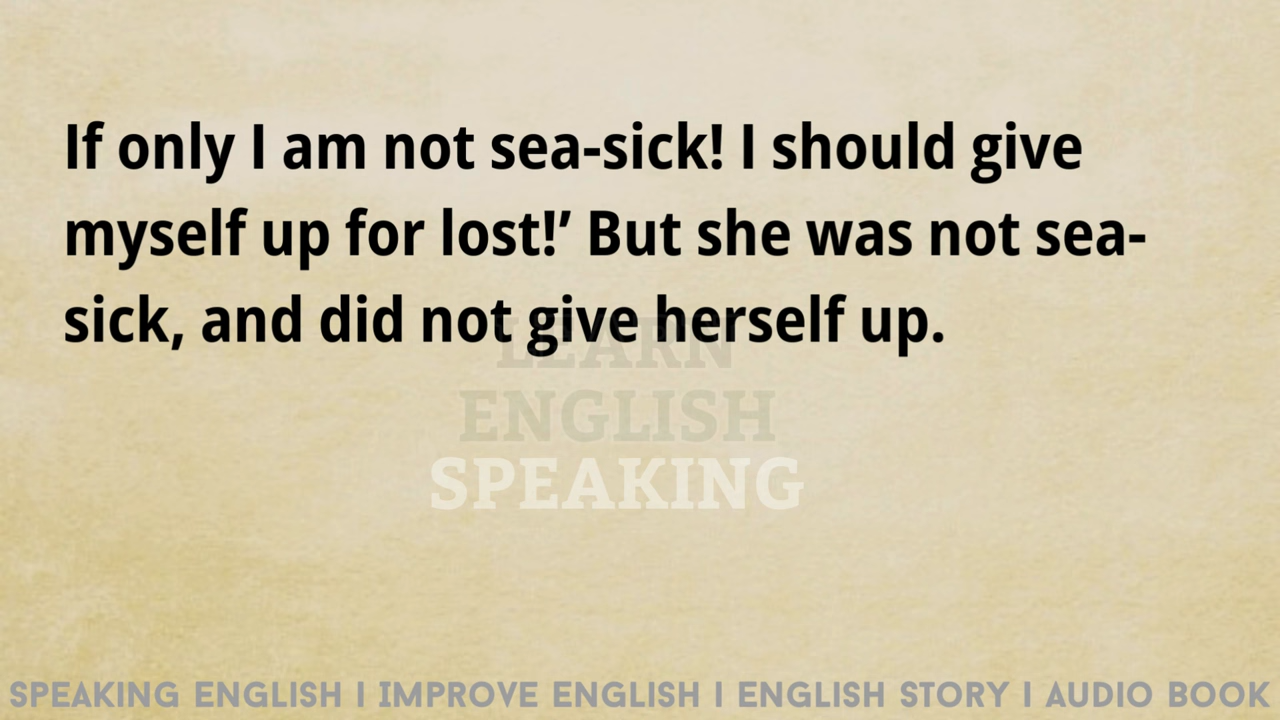 If only I am not sea-sick! I should give
myself up for lost!’ But she was not sea-
sick, and did not give herself up.
LEARN
ENGLISH
SPEAKING
SPEAKING ENGLISH I IMPROVE ENGLISH I ENGLISH STORY I AUDIO BOOK